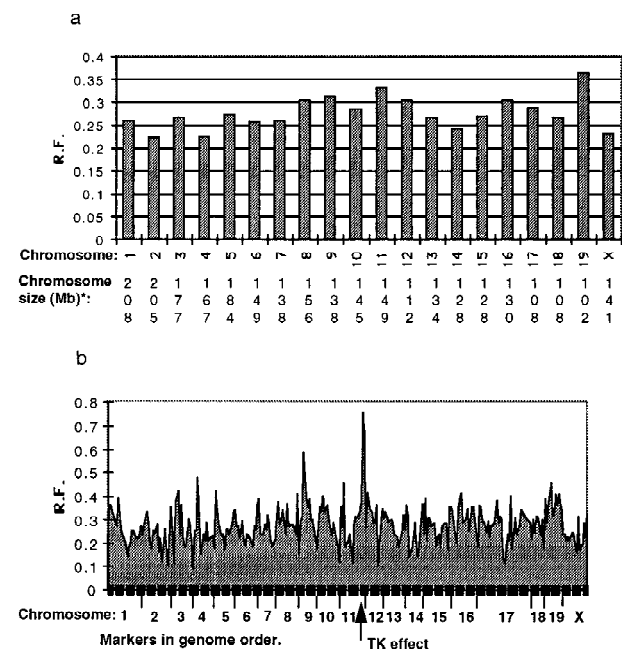 a
0.4
0.35
0.3
0.25
0.2
0.15
0.1
0.05
0
R.F.
Chromosome: 1 2 3 4 5 6 7 8 9 10 11 12 13 14 15 16 17 18 19 X
Chromosome 2 2 1 1 1 1 1 1 1 1 1 1 1 1 1 1 1 1 1 1
size (Mb)*: 0 0 7 6 8 4 3 5 3 4 4 1 3 2 2 3 0 0 0 4
8 5 7 7 4 9 8 6 8 5 9 2 4 8 8 0 8 8 2 1
b
0.8
0.7
0.6
0.5
0.4
0.3
0.2
0.1
0
R.F.
Chromosome: 1 2 3 4 5 6 7 8 9 10 11 12 13 14 15 16 17 18 19 X
Markers in genome order.
TK effect